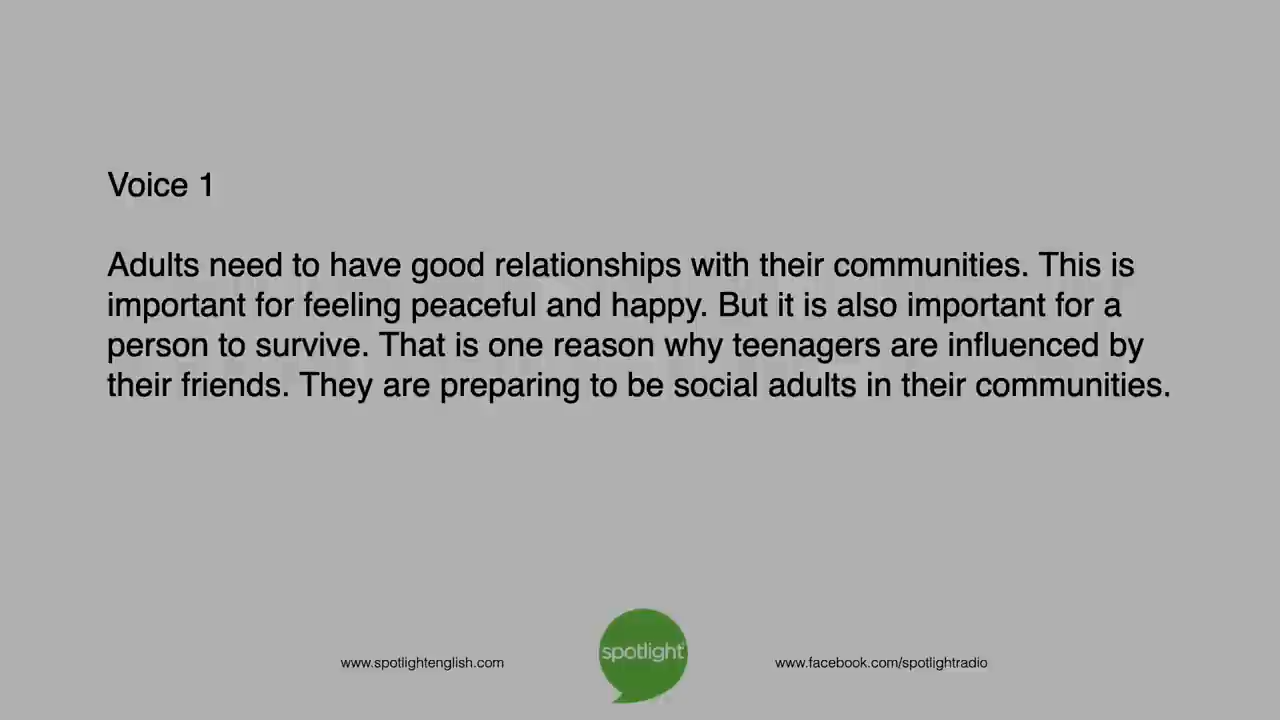 Voice 1
Adults need to have good relationships with their communities. This is
important for feeling peaceful and happy. But it is also important for a
person to survive. That is one reason why teenagers are influenced by
their friends. They are preparing to be social adults in their communities.
www.spotlightenglish.com
spotlight
www.facebook.com/spotlightradio